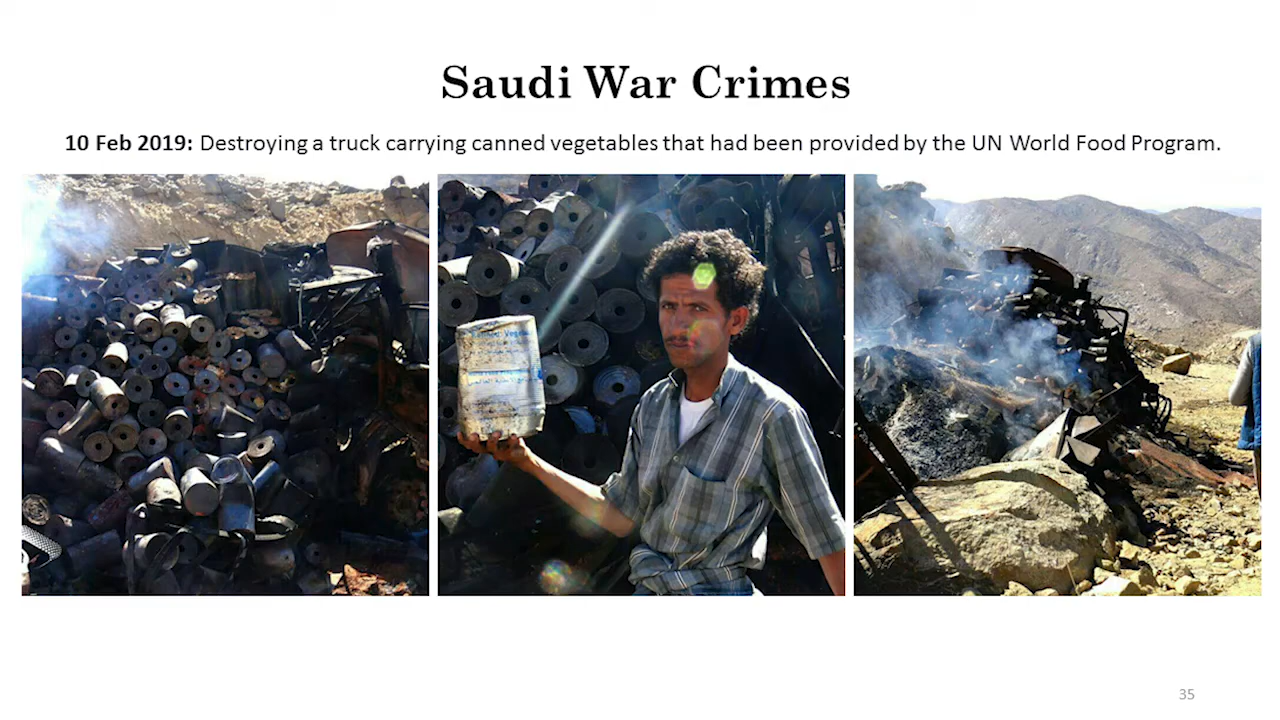 Saudi War Crimes
10 Feb 2019: Destroying a truck carrying canned vegetables that had been provided by the UN World Food Program.
35